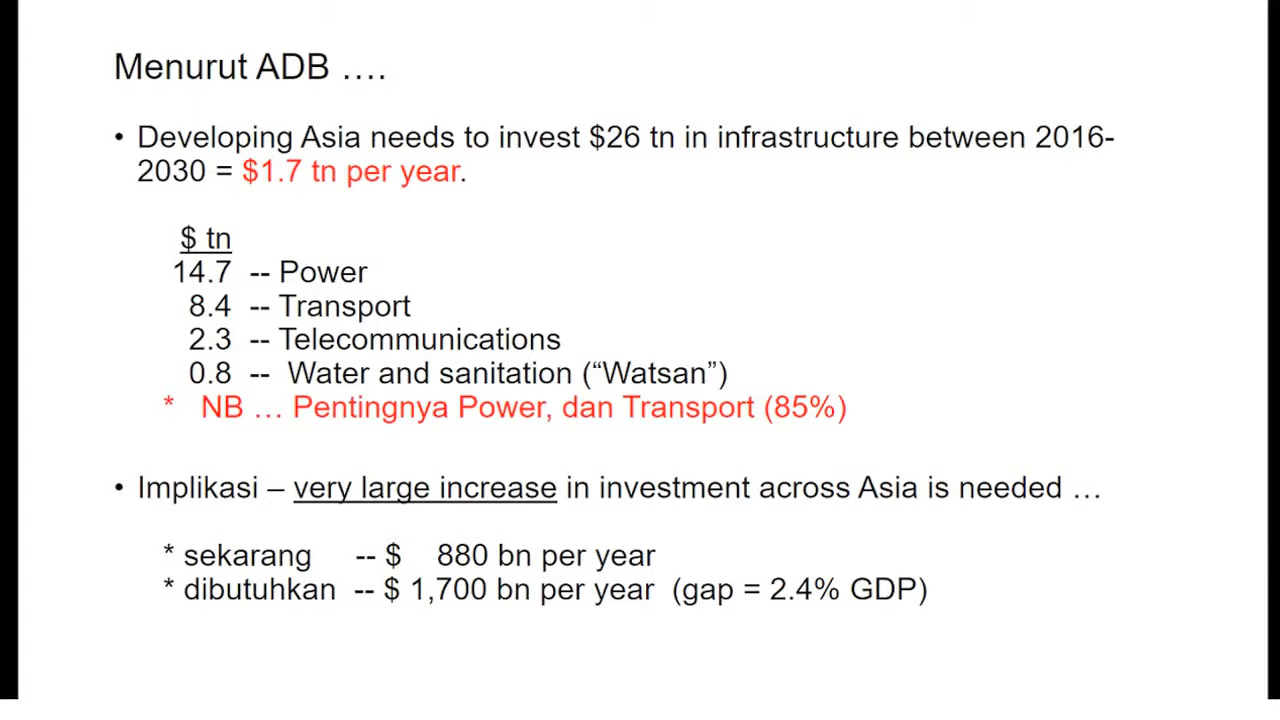 Menurut ADB ....
• Developing Asia needs to invest $26 tn in infrastructure between 2016-
2030 = $1.7 tn per year.
$ tn
14.7 -- Power
8.4 -- Transport
2.3 -- Telecommunications
0.8 -- Water and sanitation (“Watsan”)
* NB … Pentingnya Power, dan Transport (85%)
• Implikasi – very large increase in investment across Asia is needed …
* sekarang -- $ 880 bn per year
* dibutuhkan -- $ 1,700 bn per year (gap = 2.4% GDP)